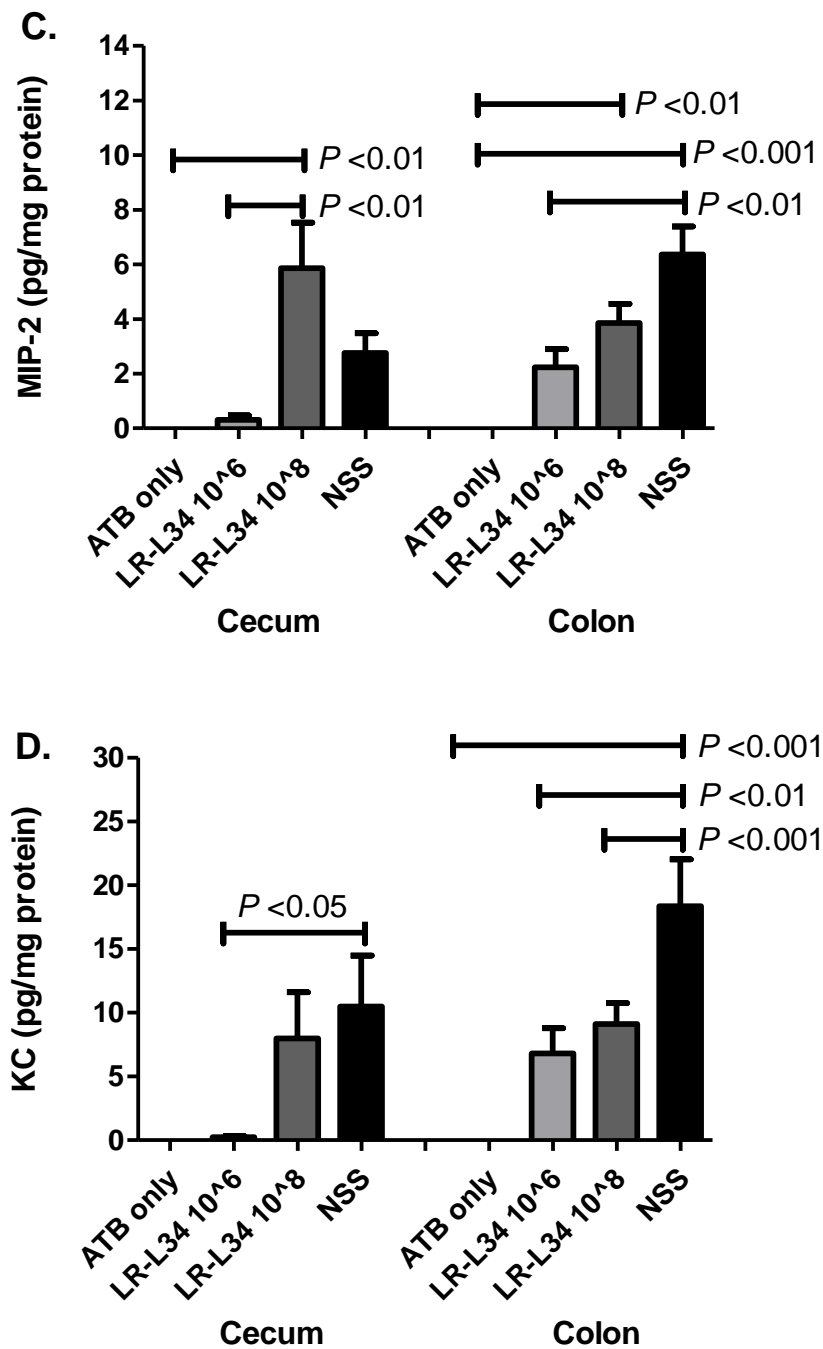 C.
MIP-2 (pg/mg protein)
14
12
10
8
6
4
2
0
P <0.01
P <0.01
P <0.01
P <0.001
P <0.01
ATB only
LR-L34 10^6
LR-L34 10^8
NSS
ATB only
LR-L34 10^6
LR-L34 10^8
NSS
Cecum
Colon
D.
KC (pg/mg protein)
30
25
20
15
10
5
0
P <0.05
P <0.001
P <0.01
P <0.001
ATB only
LR-L34 10^6
LR-L34 10^8
NSS
ATB only
LR-L34 10^6
LR-L34 10^8
NSS
Cecum
Colon